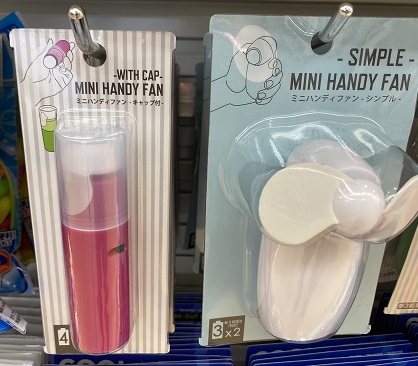 -WITH CAP-
MINI HANDY FAN
ミニハンディファン -キャップ付-
4
- SIMPLE -
MINI HANDY FAN
ミニハンディファン - シンプル -
3 x2